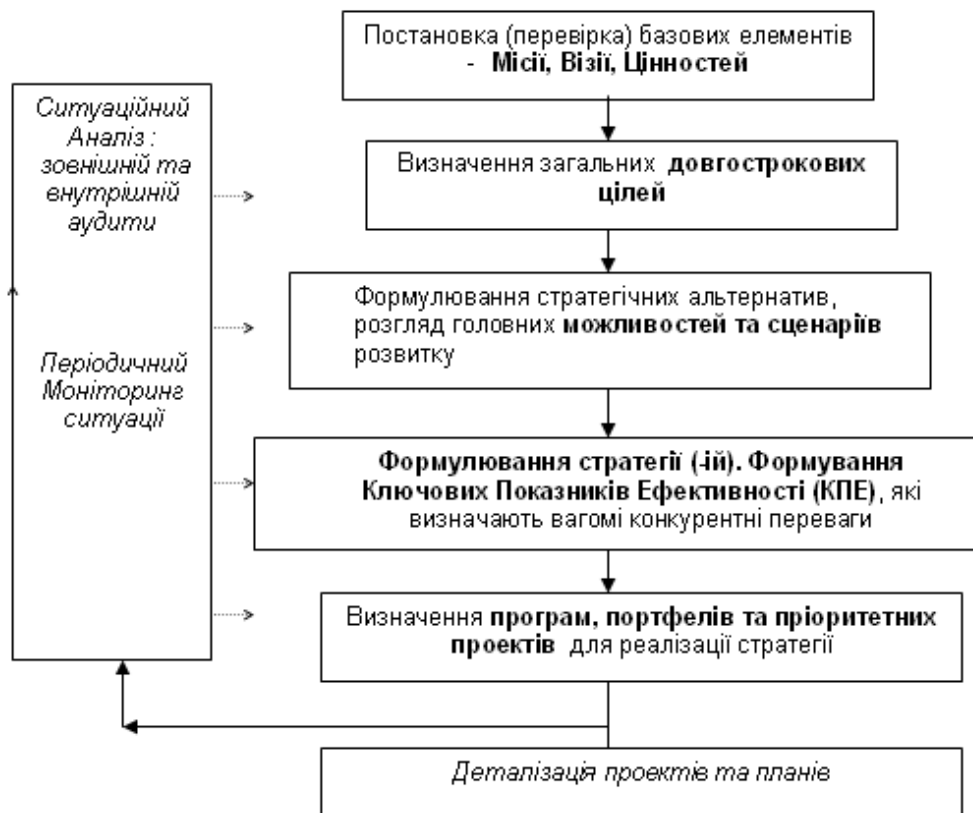 Постановка (перевірка) базових елементів
- Місії, Візії, Цінностей
Ситуаційний
Аналіз :
зовнішній та
внутрішній
аудити
Періодичний
Моніторинг
ситуації
Визначення загальних довгострокових
цілей
Формулювання стратегічних альтернатив,
розгляд головних можливостей та сценаріїв
розвитку
Формулювання стратегії (-ій). Формування
Ключових Показників Ефективності (КПЕ), які
визначають вагомі конкурентні переваги
Визначення програм, портфелів та пріоритетних
проектів для реалізації стратегії
Деталізація проектів та планів